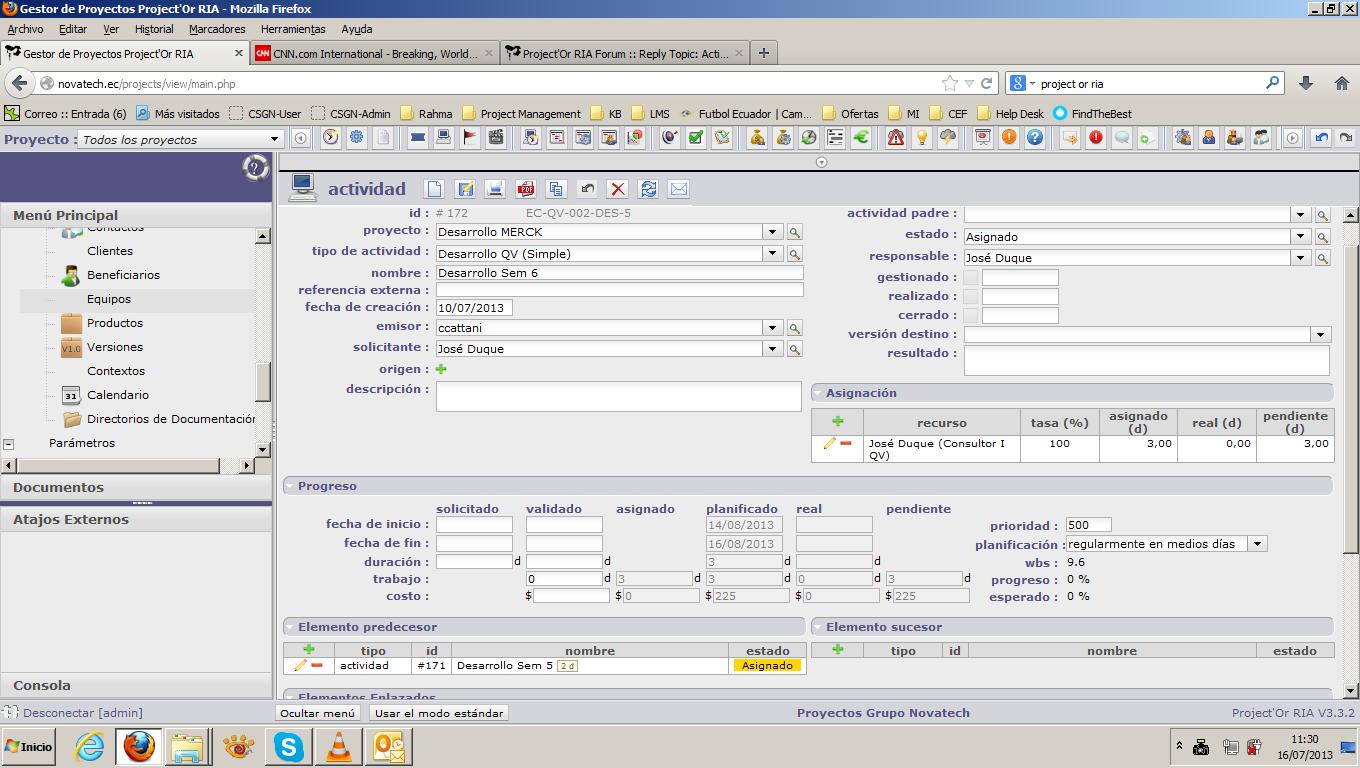 Gestor de Proyectos Project'Or RIA - Mozilla Firefox
Archivo Editar Ver Historial Marcadores Herramientas Ayuda
Gestor de Proyectos Project'Or RIA
CNN CNN.com International - Breaking, World...
Project'Or RIA Forum :: Reply Topic: Acti...
novatech.ec/projects/view/main.php
project or ria
Correo :: Entrada (6) Más visitados CSGN-User CSGN-Admin Rahma Project Management KB LMS Futbol Ecuador | Cam... Ofertas MI CEF Help Desk FindTheBest
Proyecto : Todos los proyectos
Menú Principal
Contactos
Clientes
Beneficiarios
Equipos
Productos
V1.0 Versiones
Contextos
31 Calendario
Directorios de Documentación
Parámetros
Documentos
Atajos Externos
Consola
actividad
id : # 172 EC-QV-002-DES-5
proyecto : Desarrollo MERCK
tipo de actividad : Desarrollo QV (Simple)
nombre : Desarrollo Sem 6
referencia externa :
fecha de creación : 10/07/2013
emisor : ccattani
solicitante : José Duque
origen :
descripción :
actividad padre :
estado : Asignado
responsable : José Duque
gestionado :
realizado :
cerrado :
versión destino :
resultado :
Asignación
recurso tasa (%) asignado (d) real (d) pendiente (d)
José Duque (Consultor I QV) 100 3,00 0,00 3,00
Progreso
solicitado validado asignado planificado real pendiente
fecha de inicio : 14/08/2013
fecha de fin : 16/08/2013
duración : d d 3 d d
trabajo : 0 d 3 d 3 d 0 d 3 d
costo : $ $ 0 $ 225 $ 0 $ 225
prioridad : 500
planificación : regularmente en medios días
wbs : 9.6
progreso : 0 %
esperado : 0 %
Elemento predecesor
tipo id nombre estado
actividad #171 Desarrollo Sem 5 2 d Asignado
Elemento sucesor
tipo id nombre estado
Elementos Enlazados
Desconectar [admin]
Ocultar menú Usar el modo estándar
Proyectos Grupo Novatech
Project'Or RIA V3.3.2
Inicio
11:30
16/07/2013